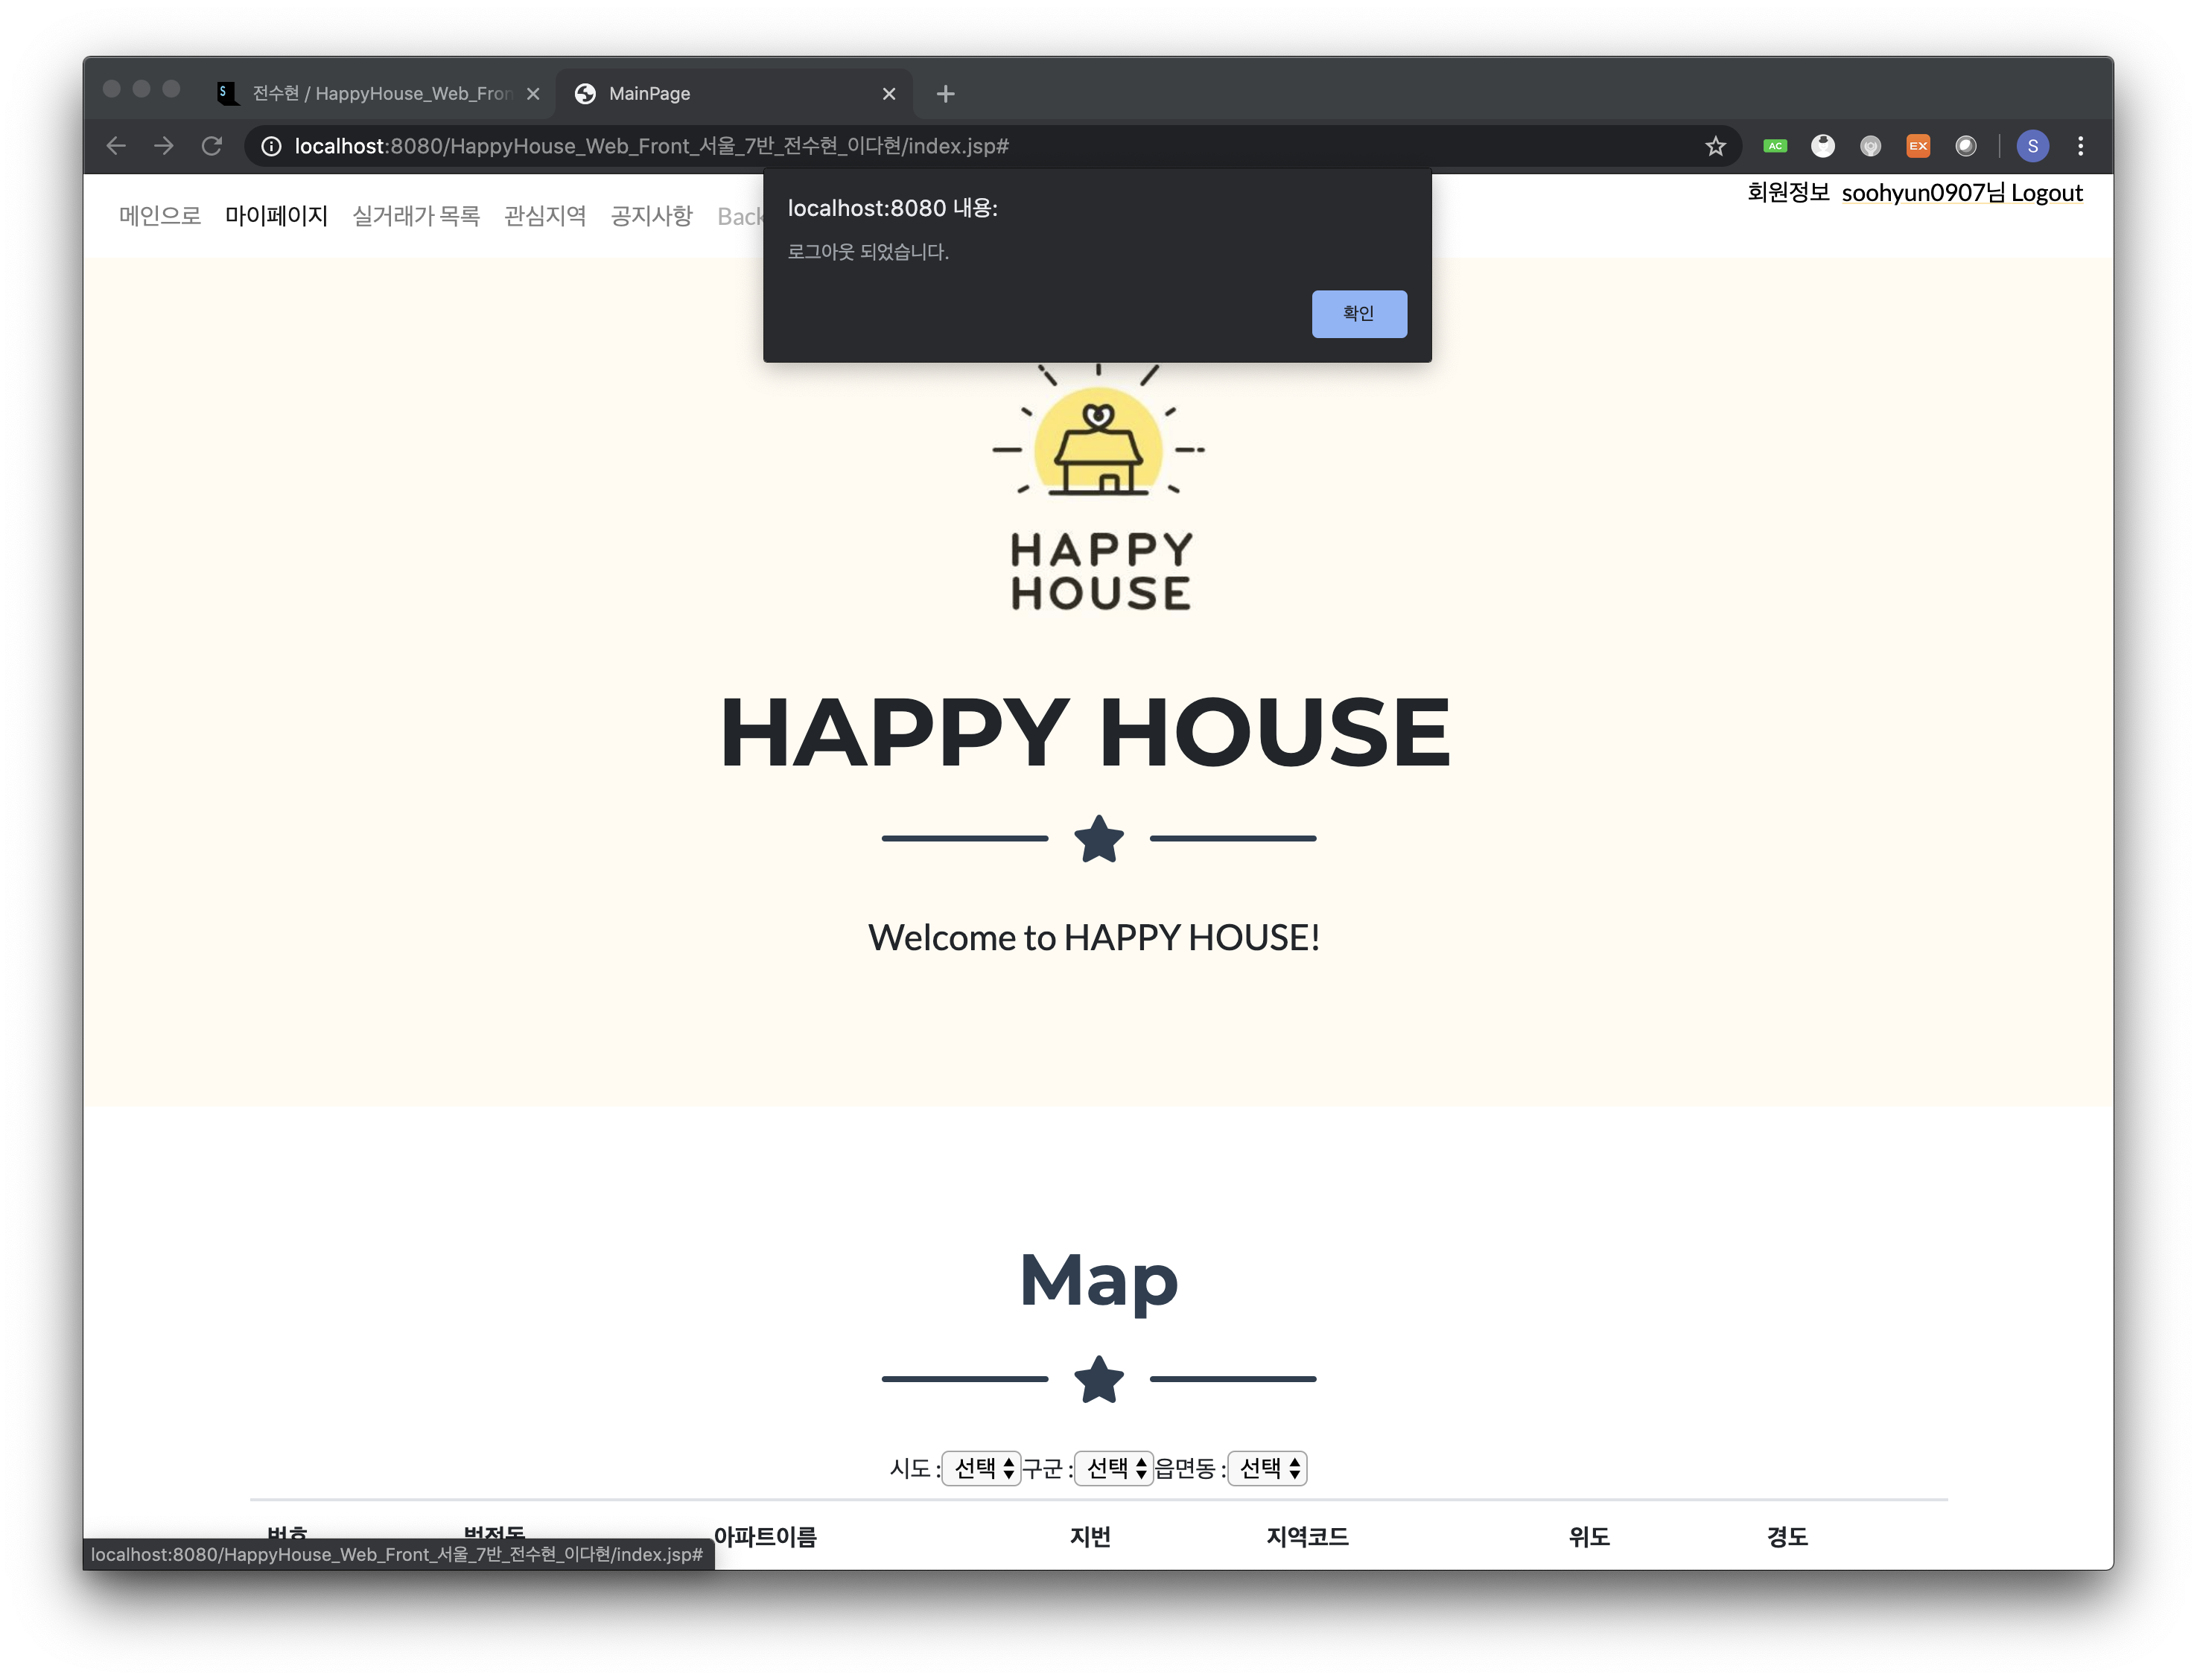 전수현 / HappyHouse_Web_Fron
MainPage
localhost:8080/HappyHouse_Web_Front_서울_7반_전수현_이다현/index.jsp#
AC
EX
S
회원정보 soohyun0907님 Logout
메인으로 마이페이지 실거래가 목록 관심지역 공지사항 Back
localhost:8080 내용:
로그아웃 되었습니다.
확인
HAPPY
HOUSE
HAPPY HOUSE
Welcome to HAPPY HOUSE!
Map
시도 : 선택 구군 : 선택 읍면동 : 선택
번호 법정동 아파트이름 지번 지역코드 위도 경도
localhost:8080/HappyHouse_Web_Front_서울_7반_전수현_이다현/index.jsp#